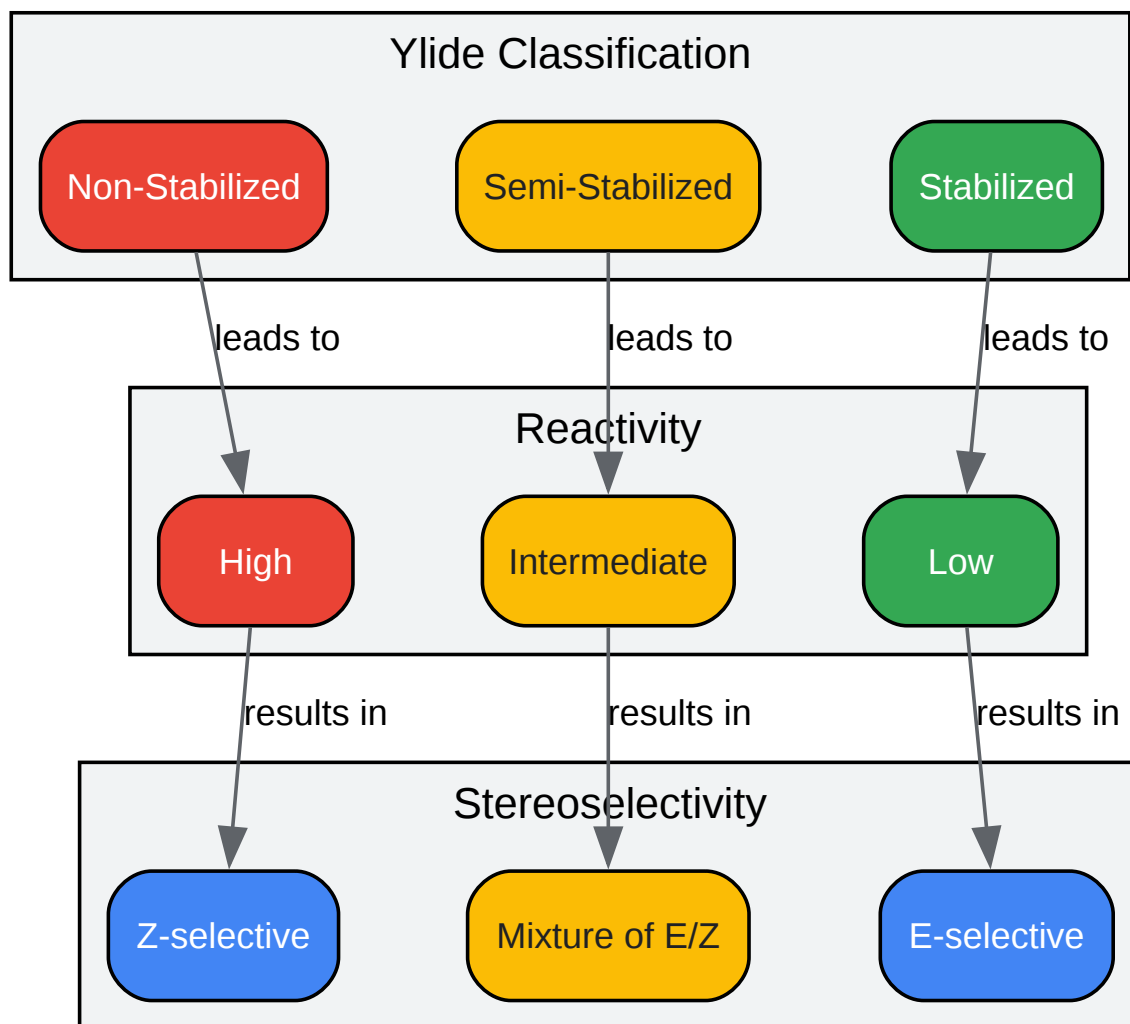 Ylide Classification
Non-Stabilized
Semi-Stabilized
Stabilized
leads to
leads to
leads to
Reactivity
High
Intermediate
Low
results in
results in
results in
Stereoselectivity
Z-selective
Mixture of E/Z
E-selective